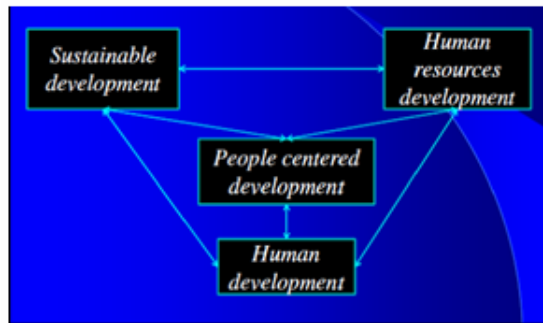 Sustainable
development
Human
resources
development
People centered
development
Human
development